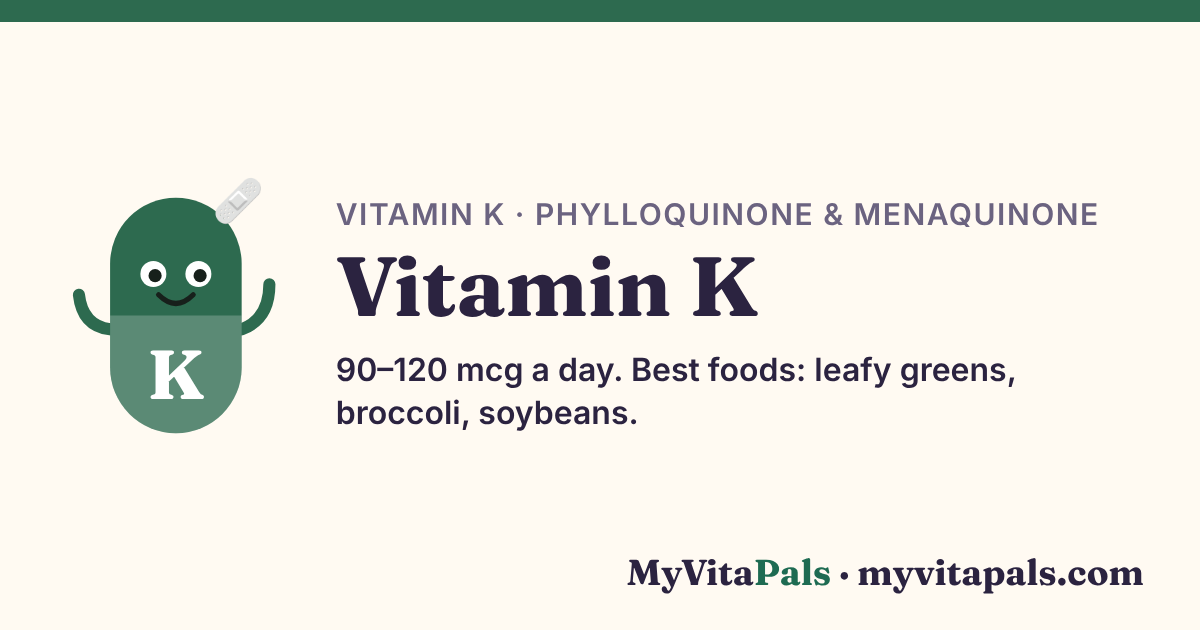 VITAMIN K · PHYLLOQUINONE & MENAQUINONE
Vitamin K
K
90–120 mcg a day. Best foods: leafy greens,
broccoli, soybeans.
MyVitaPals · myvitapals.com